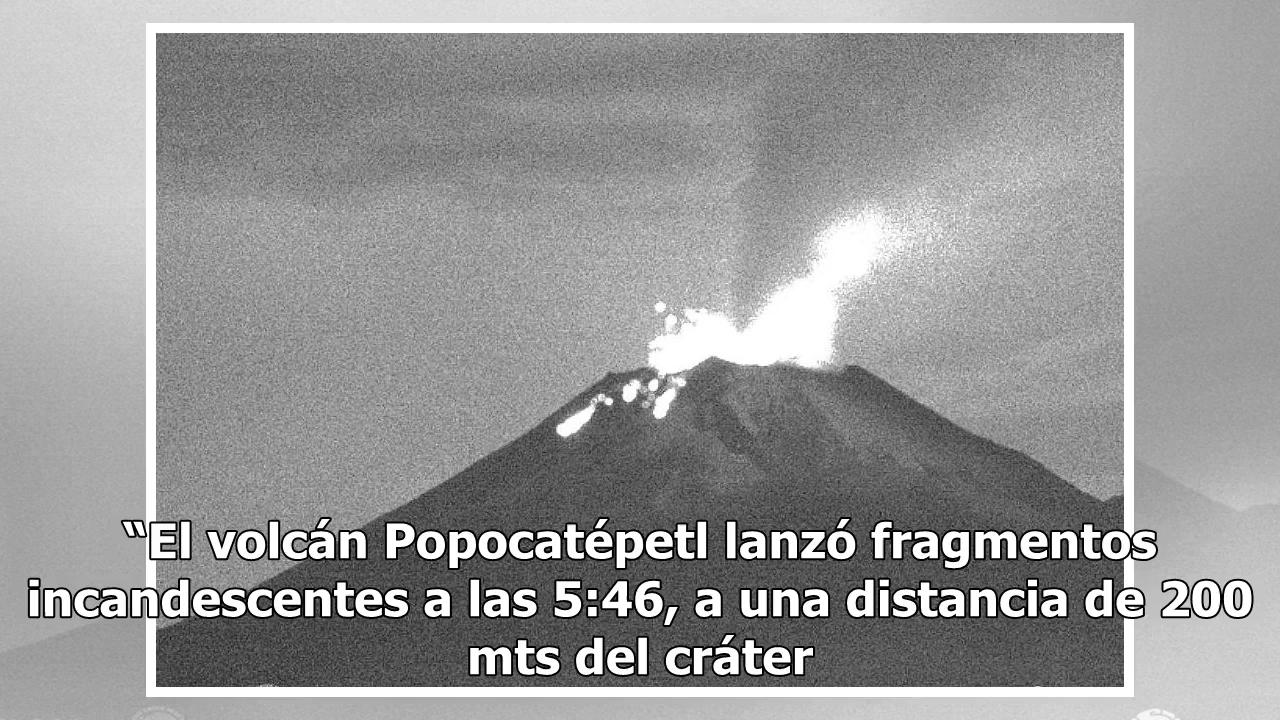 “El volcán Popocatépetl lanzó fragmentos
incandescentes a las 5:46, a una distancia de 200
mts del cráter